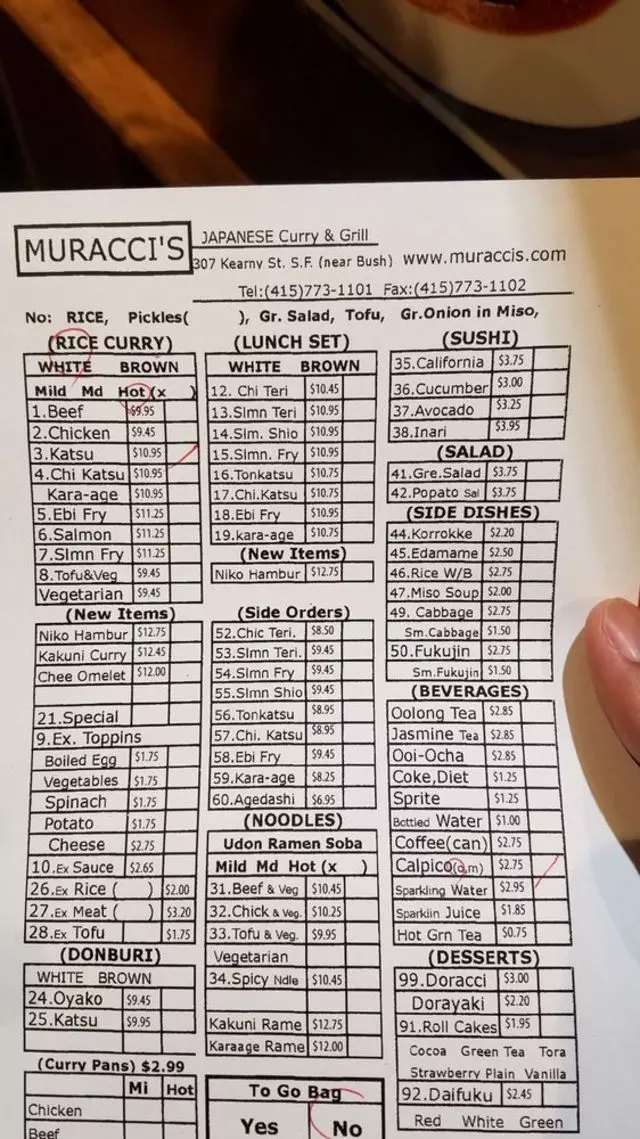 MURACCI'S
JAPANESE Curry & Grill
307 Kearny St. S.F. (near Bush) www.muraccis.com
Tel:(415)773-1101 Fax:(415)773-1102
No: RICE, Pickles( ), Gr. Salad, Tofu, Gr.Onion in Miso,
(RICE CURRY)
WHITE BROWN
Mild Md Hot (x )
1.Beef $9.95
2.Chicken $9.45
3.Katsu $10.95
4.Chi Katsu $10.95
Kara-age $10.95
5.Ebi Fry $11.25
6.Salmon $11.25
7.Slmn Fry $11.25
8.Tofu&Veg $9.45
Vegetarian $9.45
(New Items)
Niko Hambur $12.75
Kakuni Curry $12.45
Chee Omelet $12.00
21.Special
9.Ex. Toppins
Boiled Egg $1.75
Vegetables $1.75
Spinach $1.75
Potato $1.75
Cheese $2.75
10.Ex Sauce $2.65
26.Ex Rice ( ) $2.00
27.Ex Meat ( ) $3.20
28.Ex Tofu $1.75
(DONBURI)
WHITE BROWN
24.Oyako $9.45
25.Katsu $9.95
(Curry Pans) $2.99
Mi Hot
Chicken
Beef
(LUNCH SET)
WHITE BROWN
12. Chi Teri $10.45
13.Slmn Teri $10.95
14.Slm. Shio $10.95
15.Slmn. Fry $10.95
16.Tonkatsu $10.75
17.Chi.Katsu $10.75
18.Ebi Fry $10.95
19.kara-age $10.75
(New Items)
Niko Hambur $12.75
(Side Orders)
52.Chic Teri. $8.50
53.Slmn Teri. $9.45
54.Slmn Fry $9.45
55.Slmn Shio $9.45
56.Tonkatsu $8.95
57.Chi. Katsu $8.95
58.Ebi Fry $9.45
59.Kara-age $8.25
60.Agedashi $6.95
(NOODLES)
Udon Ramen Soba
Mild Md Hot (x )
31.Beef & Veg $10.45
32.Chick & Veg. $10.25
33.Tofu & Veg. $9.95
Vegetarian
34.Spicy Ndle $10.45
Kakuni Rame $12.75
Karaage Rame $12.00
To Go Bag
Yes No
(SUSHI)
35.California $3.75
36.Cucumber $3.00
37.Avocado $3.25
38.Inari $3.95
(SALAD)
41.Gre.Salad $3.75
42.Popato Sal $3.75
(SIDE DISHES)
44.Korrokke $2.20
45.Edamame $2.50
46.Rice W/B $2.75
47.Miso Soup $2.00
49. Cabbage $2.75
Sm.Cabbage $1.50
50.Fukujin $2.75
Sm.Fukujin $1.50
(BEVERAGES)
Oolong Tea $2.85
Jasmine Tea $2.85
Ooi-Ocha $2.85
Coke,Diet $1.25
Sprite $1.25
Bottled Water $1.00
Coffee(can) $2.75
Calpico(o,m) $2.75
Sparkling Water $2.95
Sparklin Juice $1.85
Hot Grn Tea $0.75
(DESSERTS)
99.Doracci $3.00
Dorayaki $2.20
91.Roll Cakes $1.95
Cocoa Green Tea Tora
Strawberry Plain Vanilla
92.Daifuku $2.45
Red White Green